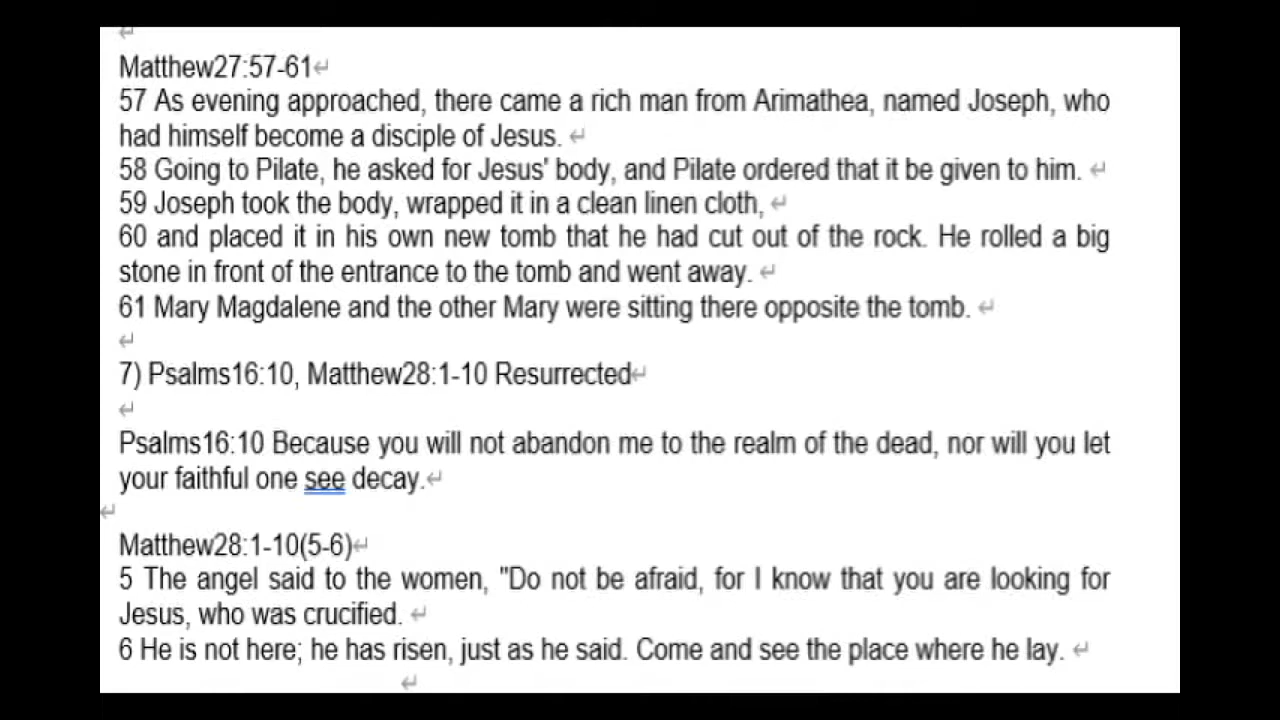 Matthew27:57-61
57 As evening approached, there came a rich man from Arimathea, named Joseph, who
had himself become a disciple of Jesus.
58 Going to Pilate, he asked for Jesus' body, and Pilate ordered that it be given to him.
59 Joseph took the body, wrapped it in a clean linen cloth,
60 and placed it in his own new tomb that he had cut out of the rock. He rolled a big
stone in front of the entrance to the tomb and went away.
61 Mary Magdalene and the other Mary were sitting there opposite the tomb.
7) Psalms16:10, Matthew28:1-10 Resurrected
Psalms16:10 Because you will not abandon me to the realm of the dead, nor will you let
your faithful one see decay.
Matthew28:1-10(5-6)
5 The angel said to the women, "Do not be afraid, for I know that you are looking for
Jesus, who was crucified.
6 He is not here; he has risen, just as he said. Come and see the place where he lay.